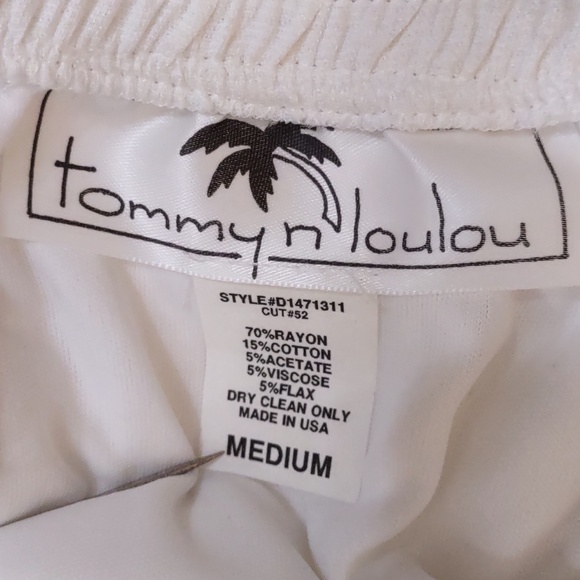 tommy n loulou
STYLE#D1471311
CUT#52
70%RAYON
15%COTTON
5%ACETATE
5%VISCOSE
5%FLAX
DRY CLEAN ONLY
MADE IN USA
MEDIUM